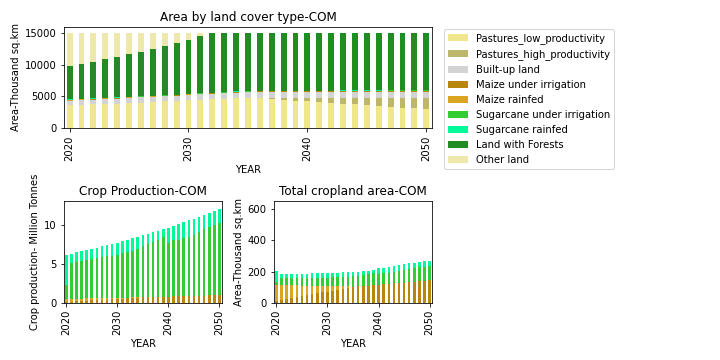 Area by land cover type-COM
Area-Thousand sq.km
15000
10000
5000
0
2020
2030
2040
2050
YEAR
Pastures_low_productivity
Pastures_high_productivity
Built-up land
Maize under irrigation
Maize rainfed
Sugarcane under irrigation
Sugarcane rainfed
Land with Forests
Other land
Crop Production-COM
Crop production- Million Tonnes
10
5
0
2020
2030
2040
2050
YEAR
Total cropland area-COM
Area-Thousand sq.km
600
400
200
0
2020
2030
2040
2050
YEAR